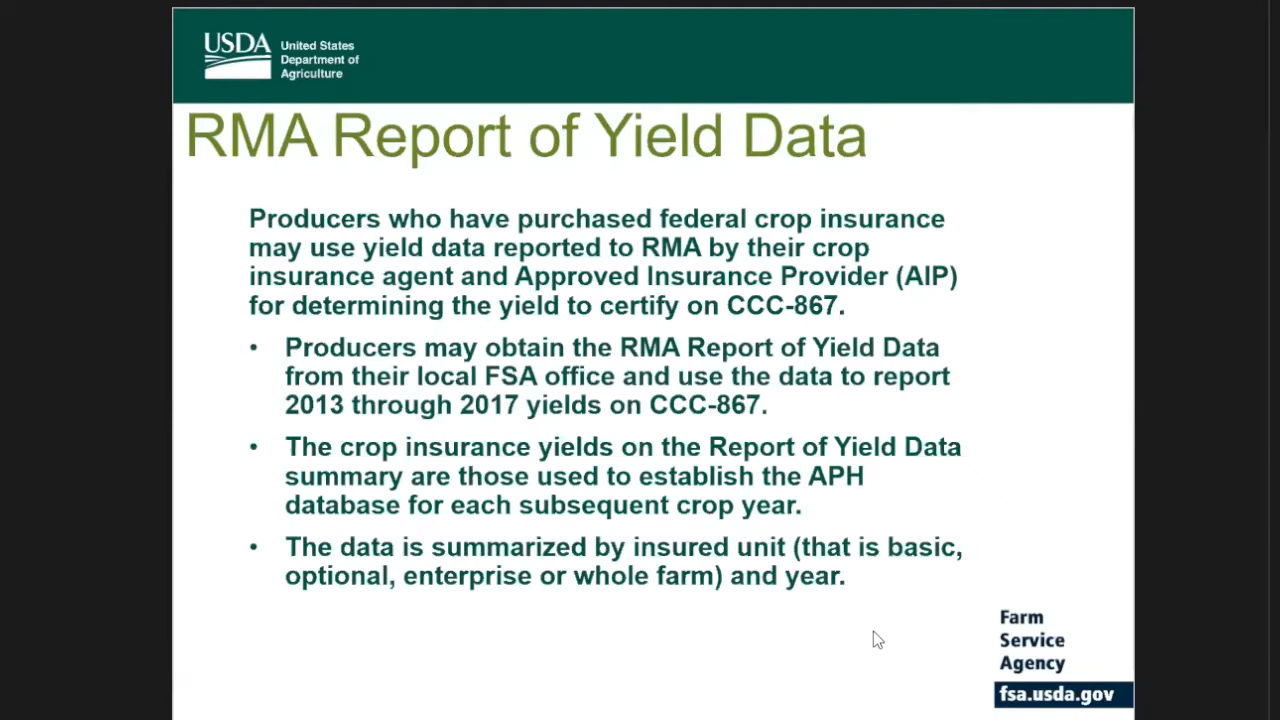 USDA
United States
Department of
Agriculture
RMA Report of Yield Data
Producers who have purchased federal crop insurance
may use yield data reported to RMA by their crop
insurance agent and Approved Insurance Provider (AIP)
for determining the yield to certify on CCC-867.
• Producers may obtain the RMA Report of Yield Data
from their local FSA office and use the data to report
2013 through 2017 yields on CCC-867.
• The crop insurance yields on the Report of Yield Data
summary are those used to establish the APH
database for each subsequent crop year.
• The data is summarized by insured unit (that is basic,
optional, enterprise or whole farm) and year.
Farm
Service
Agency
fsa.usda.gov